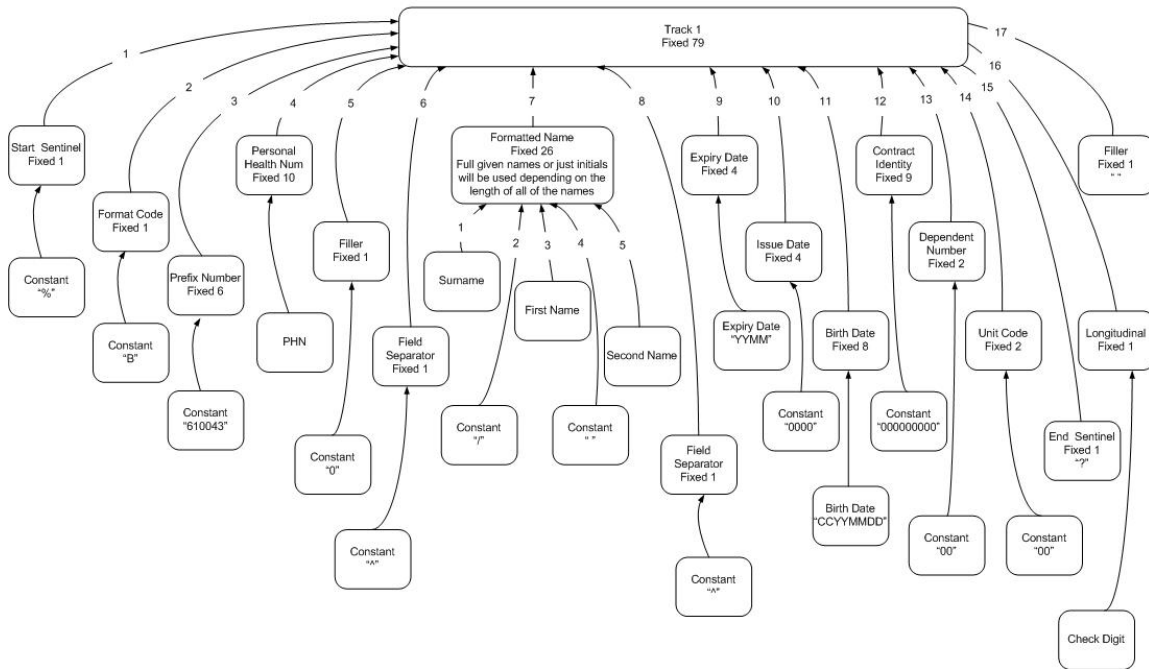 Track 1
Fixed 79
1
2
3
4
5
6
7
8
9
10
11
12
13
14
15
16
17
Start Sentinel
Fixed 1
Constant
“%”
Format Code
Fixed 1
Constant
“B”
Prefix Number
Fixed 6
Constant
“610043”
Personal
Health Num
Fixed 10
PHN
Filler
Fixed 1
Constant
“0”
Field
Separator
Fixed 1
Constant
“^”
Formatted Name
Fixed 26
Full given names or just initials
will be used depending on the
length of all of the names
1
2
3
4
5
Surname
Constant
“/”
First Name
Constant
“ ”
Second Name
Field
Separator
Fixed 1
Constant
“^”
Expiry Date
Fixed 4
Expiry Date
“YYMM”
Issue Date
Fixed 4
Constant
“0000”
Birth Date
Fixed 8
Birth Date
“CCYYMMDD”
Contract
Identity
Fixed 9
Constant
“000000000”
Dependent
Number
Fixed 2
Constant
“00”
Unit Code
Fixed 2
Constant
“00”
End Sentinel
Fixed 1
“?”
Longitudinal
Fixed 1
Check Digit
Filler
Fixed 1
“ ”